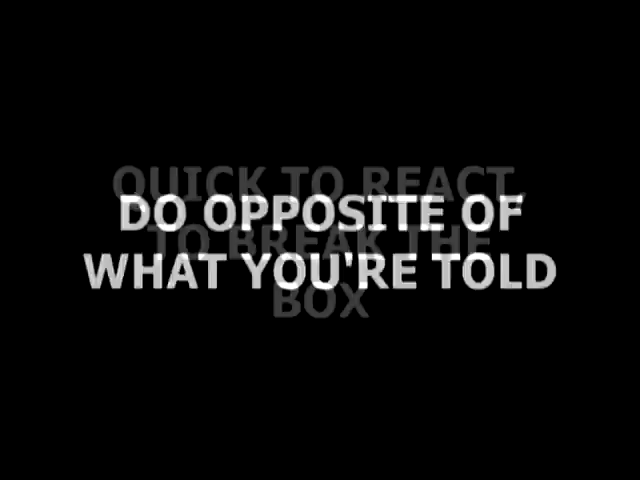 QUICK TO REACT,
DO OPPOSITE OF
TO BREAK THE
WHAT YOU'RE TOLD
BOX